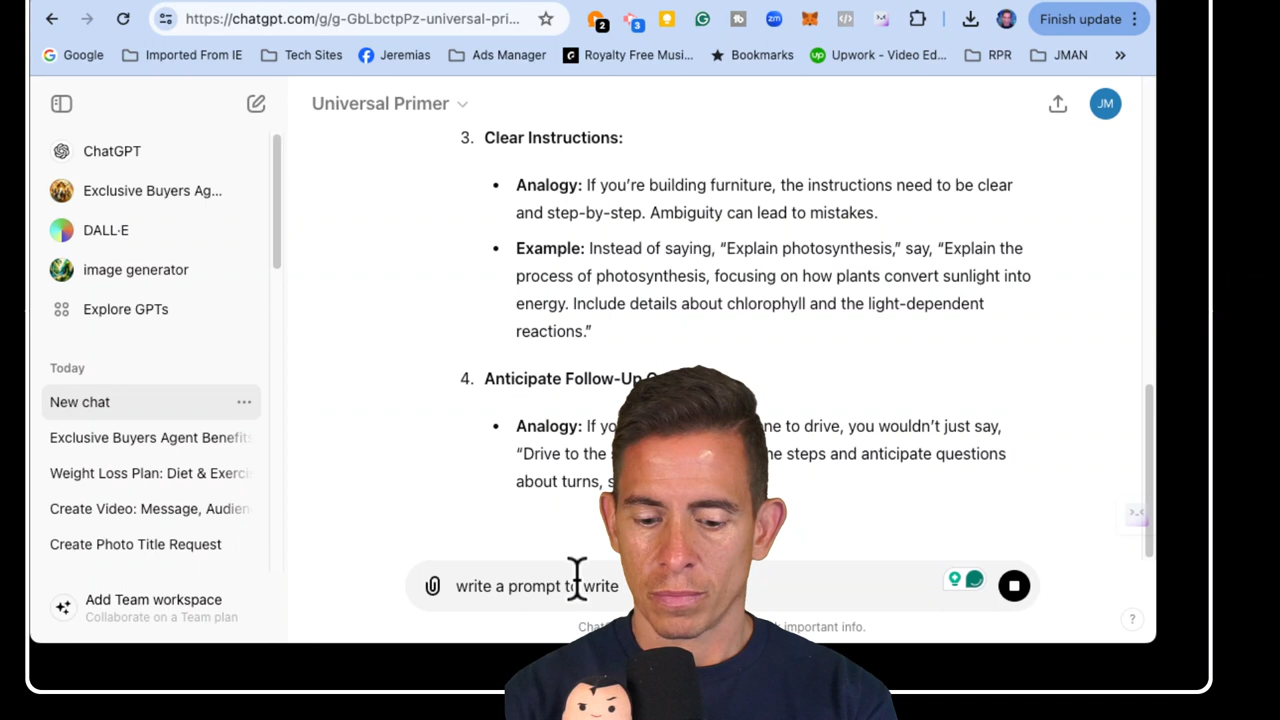 https://chatgpt.com/g/g-GbLbctpPz-universal-pri...
2
3
zm
Finish update
Google
Imported From IE
Tech Sites
Jeremias
Ads Manager
Royalty Free Musi...
Bookmarks
up Upwork - Video Ed...
RPR
JMAN
»
Universal Primer
JM
ChatGPT
Exclusive Buyers Ag...
DALL·E
image generator
Explore GPTs
Today
New chat
Exclusive Buyers Agent Benefits
Weight Loss Plan: Diet & Exerci
Create Video: Message, Audien
Create Photo Title Request
Add Team workspace
Collaborate on a Team plan
3. Clear Instructions:
• Analogy: If you’re building furniture, the instructions need to be clear
and step-by-step. Ambiguity can lead to mistakes.
• Example: Instead of saying, “Explain photosynthesis,” say, “Explain the
process of photosynthesis, focusing on how plants convert sunlight into
energy. Include details about chlorophyll and the light-dependent
reactions.”
4. Anticipate Follow-Up
• Analogy: If to drive, you wouldn’t just say,
“Drive to the steps and anticipate questions
about turns,
write a prompt to write
important info.
?